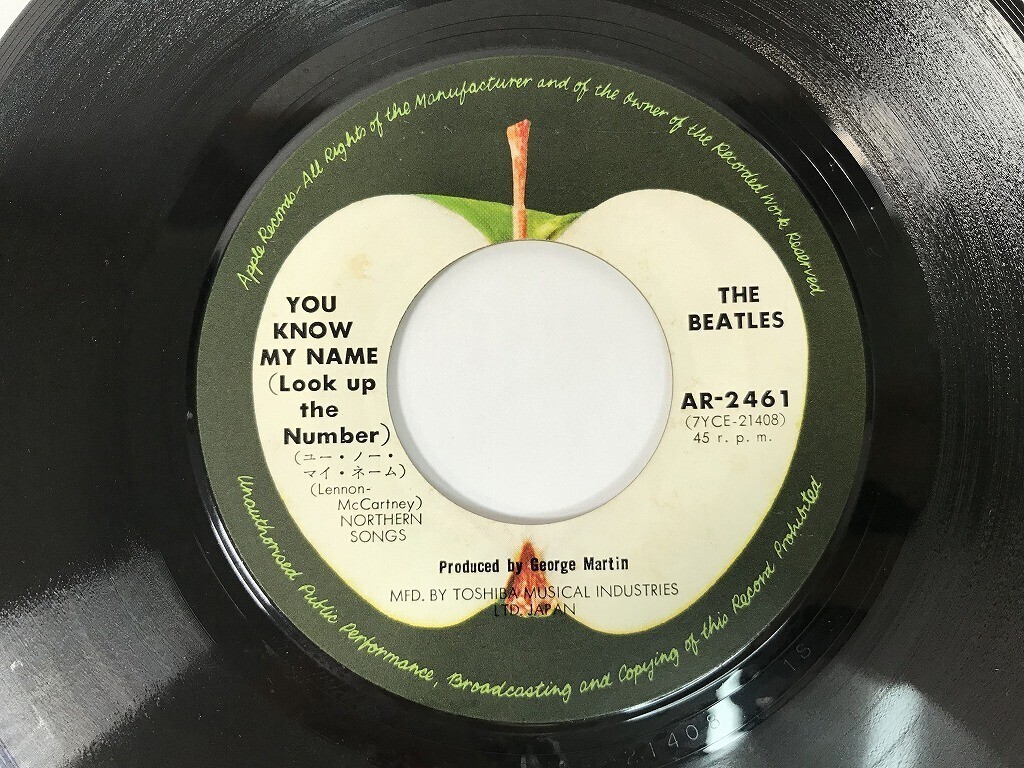 Apple Records-All Rights of the Manufacturer and of the Owner of the Recorded Work Reserved
YOU
KNOW
MY NAME
(Look up
the
Number)
(ユー・ノー・
マイ・ネーム)
(Lennon-
McCartney)
NORTHERN
SONGS
THE
BEATLES
AR-2461
(7YCE-21408)
45 r. p. m.
Produced by George Martin
MFD. BY TOSHIBA MUSICAL INDUSTRIES
LTD. JAPAN
Unauthorised Public Performance, Broadcasting and Copying of this Record Prohibited
21408 1S